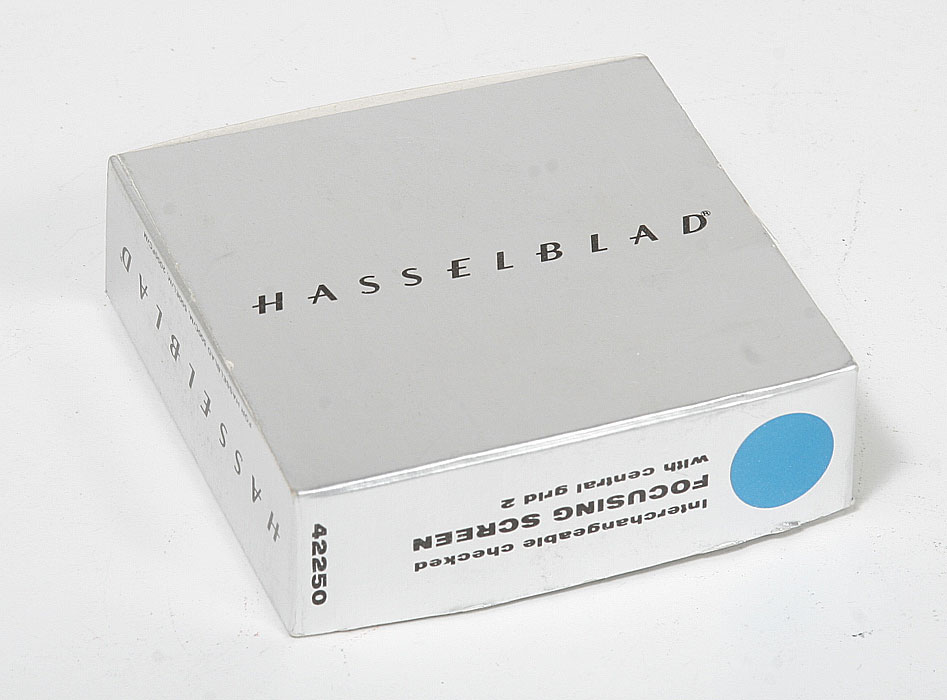 HASSELBLAD®
HASSELBLAD
42250
Interchangeable checked
FOCUSING SCREEN
with central grid 2